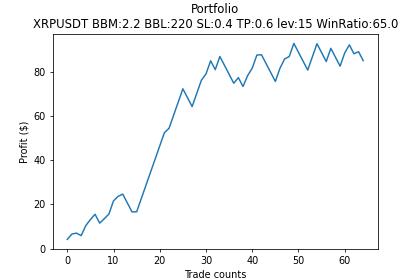 Portfolio
XRPUSDT BBM:2.2 BBL:220 SL:0.4 TP:0.6 lev:15 WinRatio:65.0
Profit ($)
80
60
40
20
0
0 10 20 30 40 50 60
Trade counts